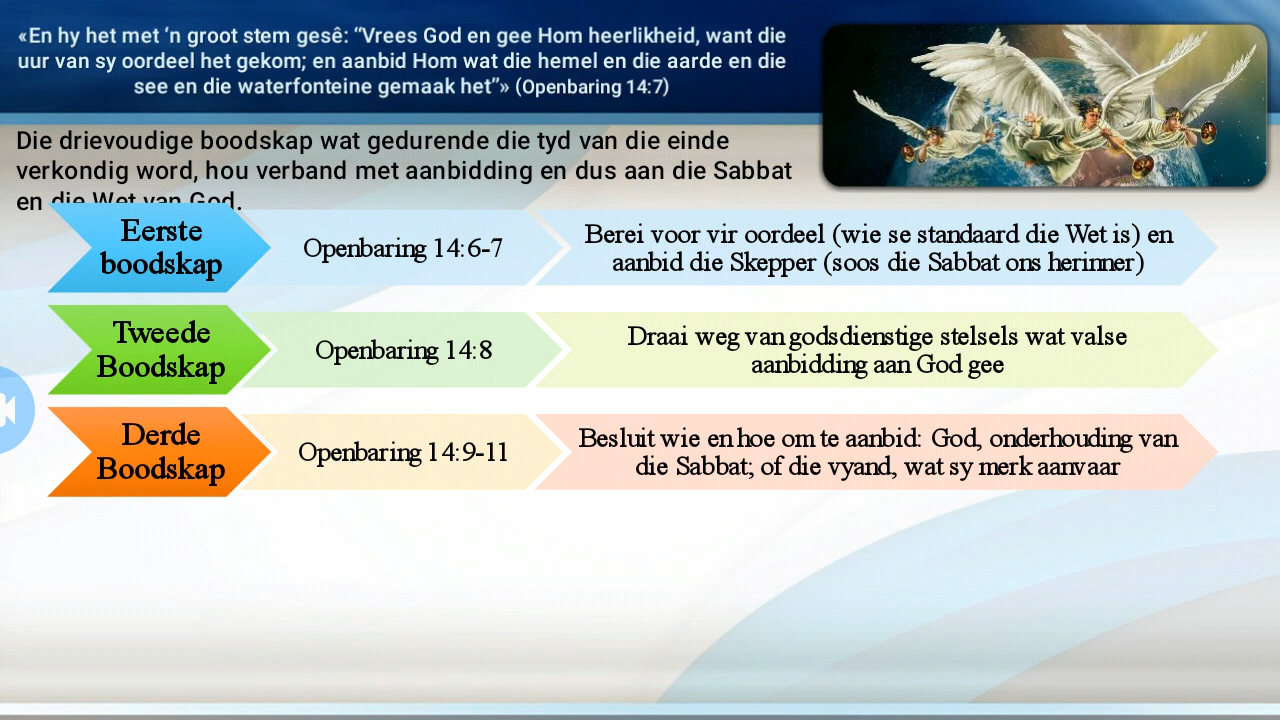 «En hy het met ‘n groot stem gesê: “Vrees God en gee Hom heerlikheid, want die
uur van sy oordeel het gekom; en aanbid Hom wat die hemel en die aarde en die
see en die waterfonteine gemaak het”» (Openbaring 14:7)
Die drievoudige boodskap wat gedurende die tyd van die einde
verkondig word, hou verband met aanbidding en dus aan die Sabbat
en die Wet van God.
Eerste
boodskap
Openbaring 14:6-7
Berei voor vir oordeel (wie se standaard die Wet is) en
aanbid die Skepper (soos die Sabbat ons herinner)
Tweede
Boodskap
Openbaring 14:8
Draai weg van godsdienstige stelsels wat valse
aanbidding aan God gee
Derde
Boodskap
Openbaring 14:9-11
Besluit wie en hoe om te aanbid: God, onderhouding van
die Sabbat; of die vyand, wat sy merk aanvaar